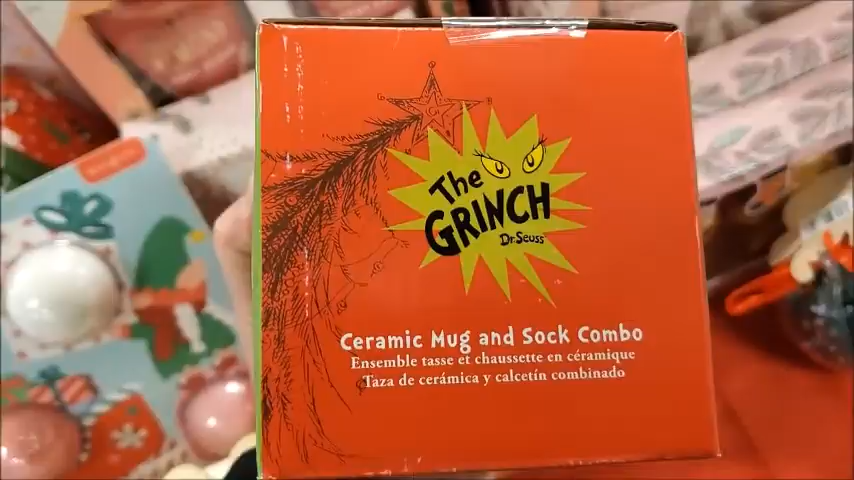 The
GRINCH
Dr. Seuss
Ceramic Mug and Sock Combo
Ensemble tasse et chaussette en céramique
Taza de cerámica y calcetín combinado